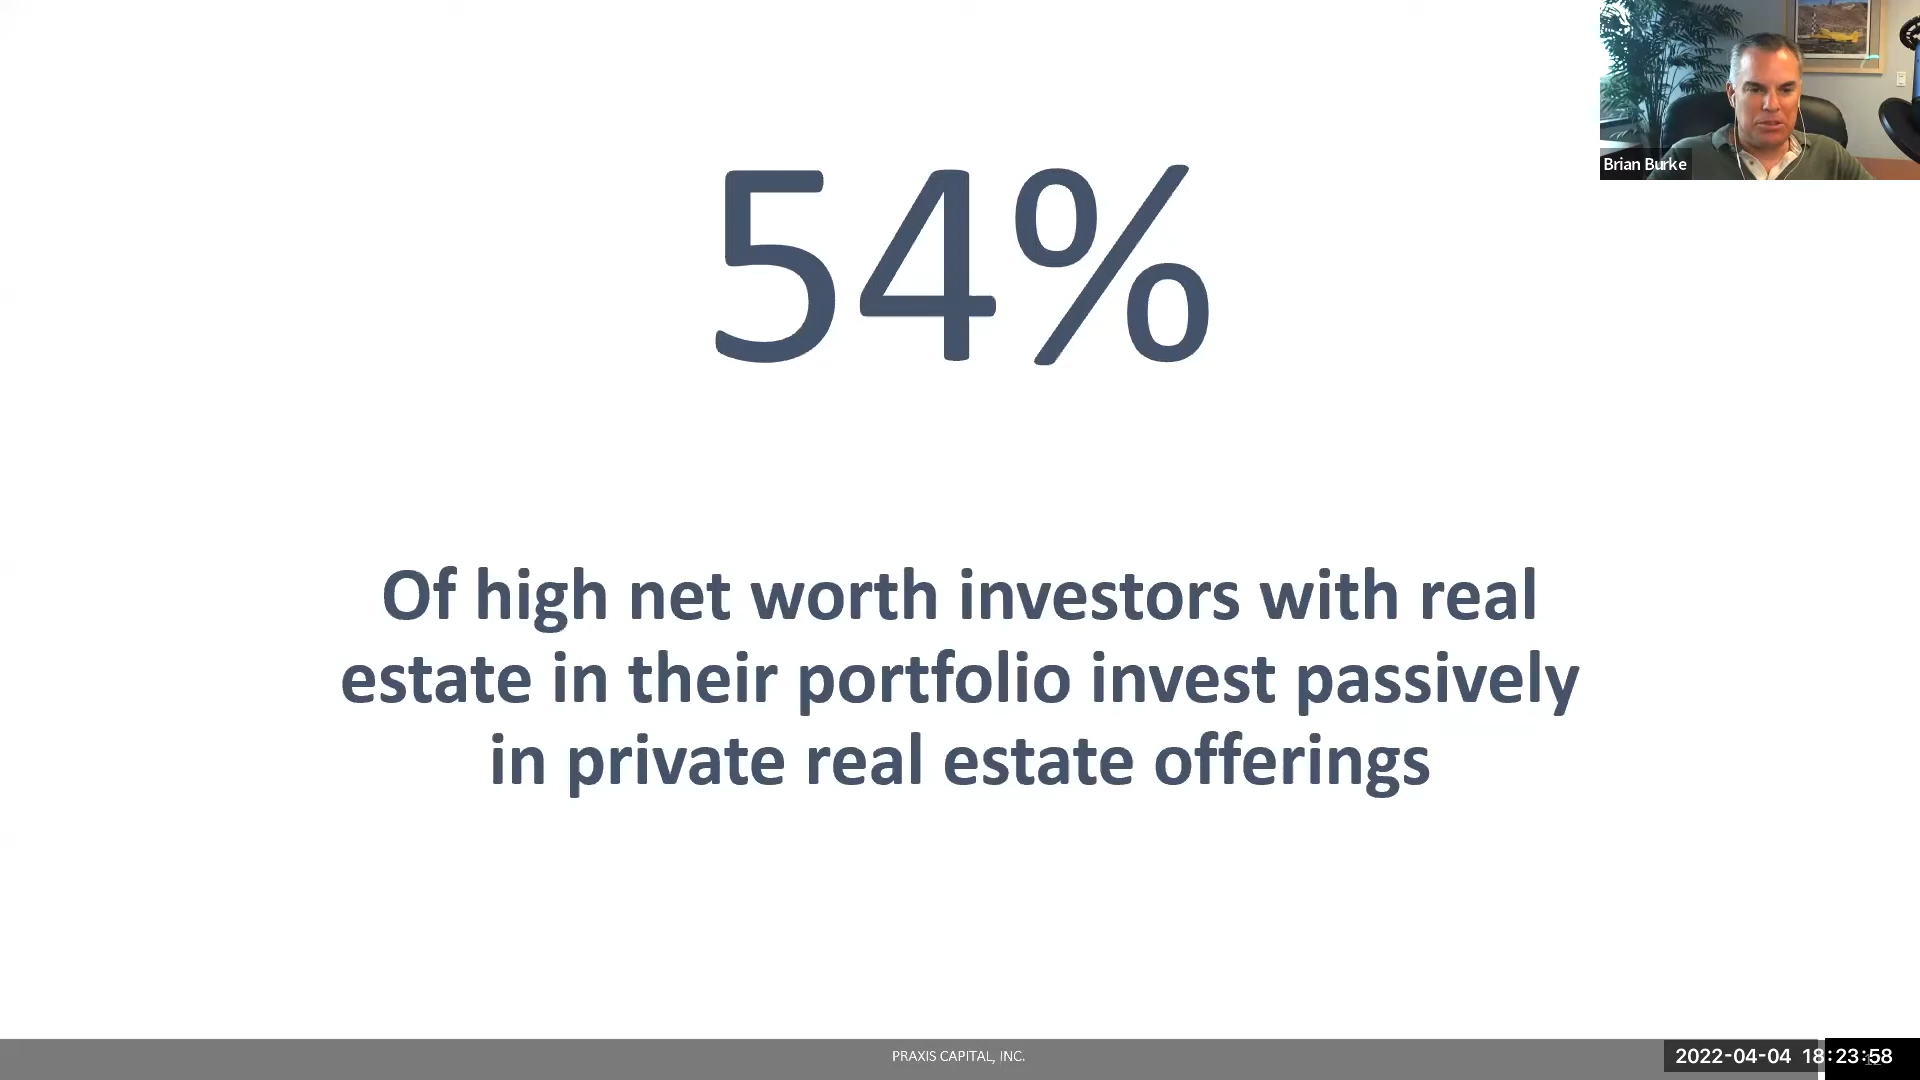 54%
Brian Burke
Of high net worth investors with real
estate in their portfolio invest passively
in private real estate offerings
PRAXIS CAPITAL, INC.
2022-04-04 18:23:58